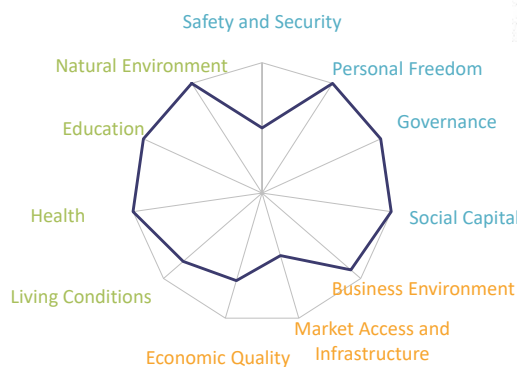 Safety and Security
Natural Environment
Personal Freedom
Education
Governance
Health
Social Capital
Living Conditions
Business Environment
Market Access and
Infrastructure
Economic Quality